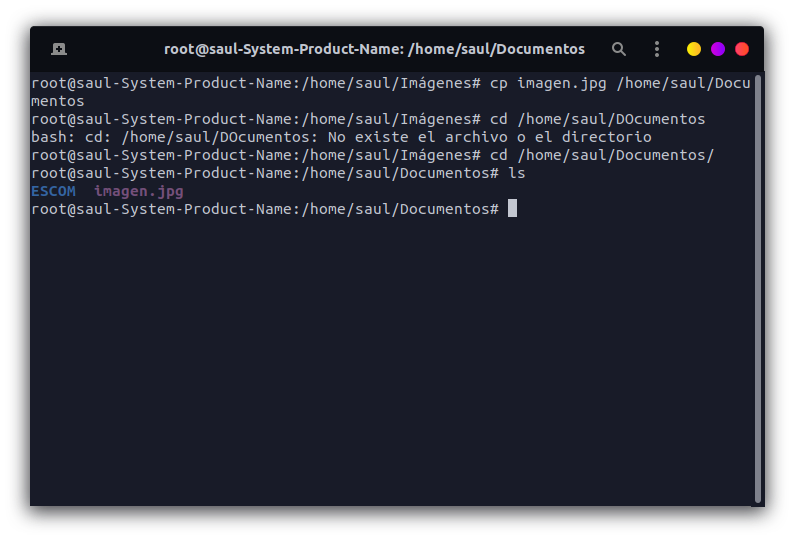 root@saul-System-Product-Name: /home/saul/Documentos
root@saul-System-Product-Name:/home/saul/Imágenes# cp imagen.jpg /home/saul/Docu
mentos
root@saul-System-Product-Name:/home/saul/Imágenes# cd /home/saul/DOcumentos
bash: cd: /home/saul/DOcumentos: No existe el archivo o el directorio
root@saul-System-Product-Name:/home/saul/Imágenes# cd /home/saul/Documentos/
root@saul-System-Product-Name:/home/saul/Documentos# ls
ESCOM  imagen.jpg
root@saul-System-Product-Name:/home/saul/Documentos#